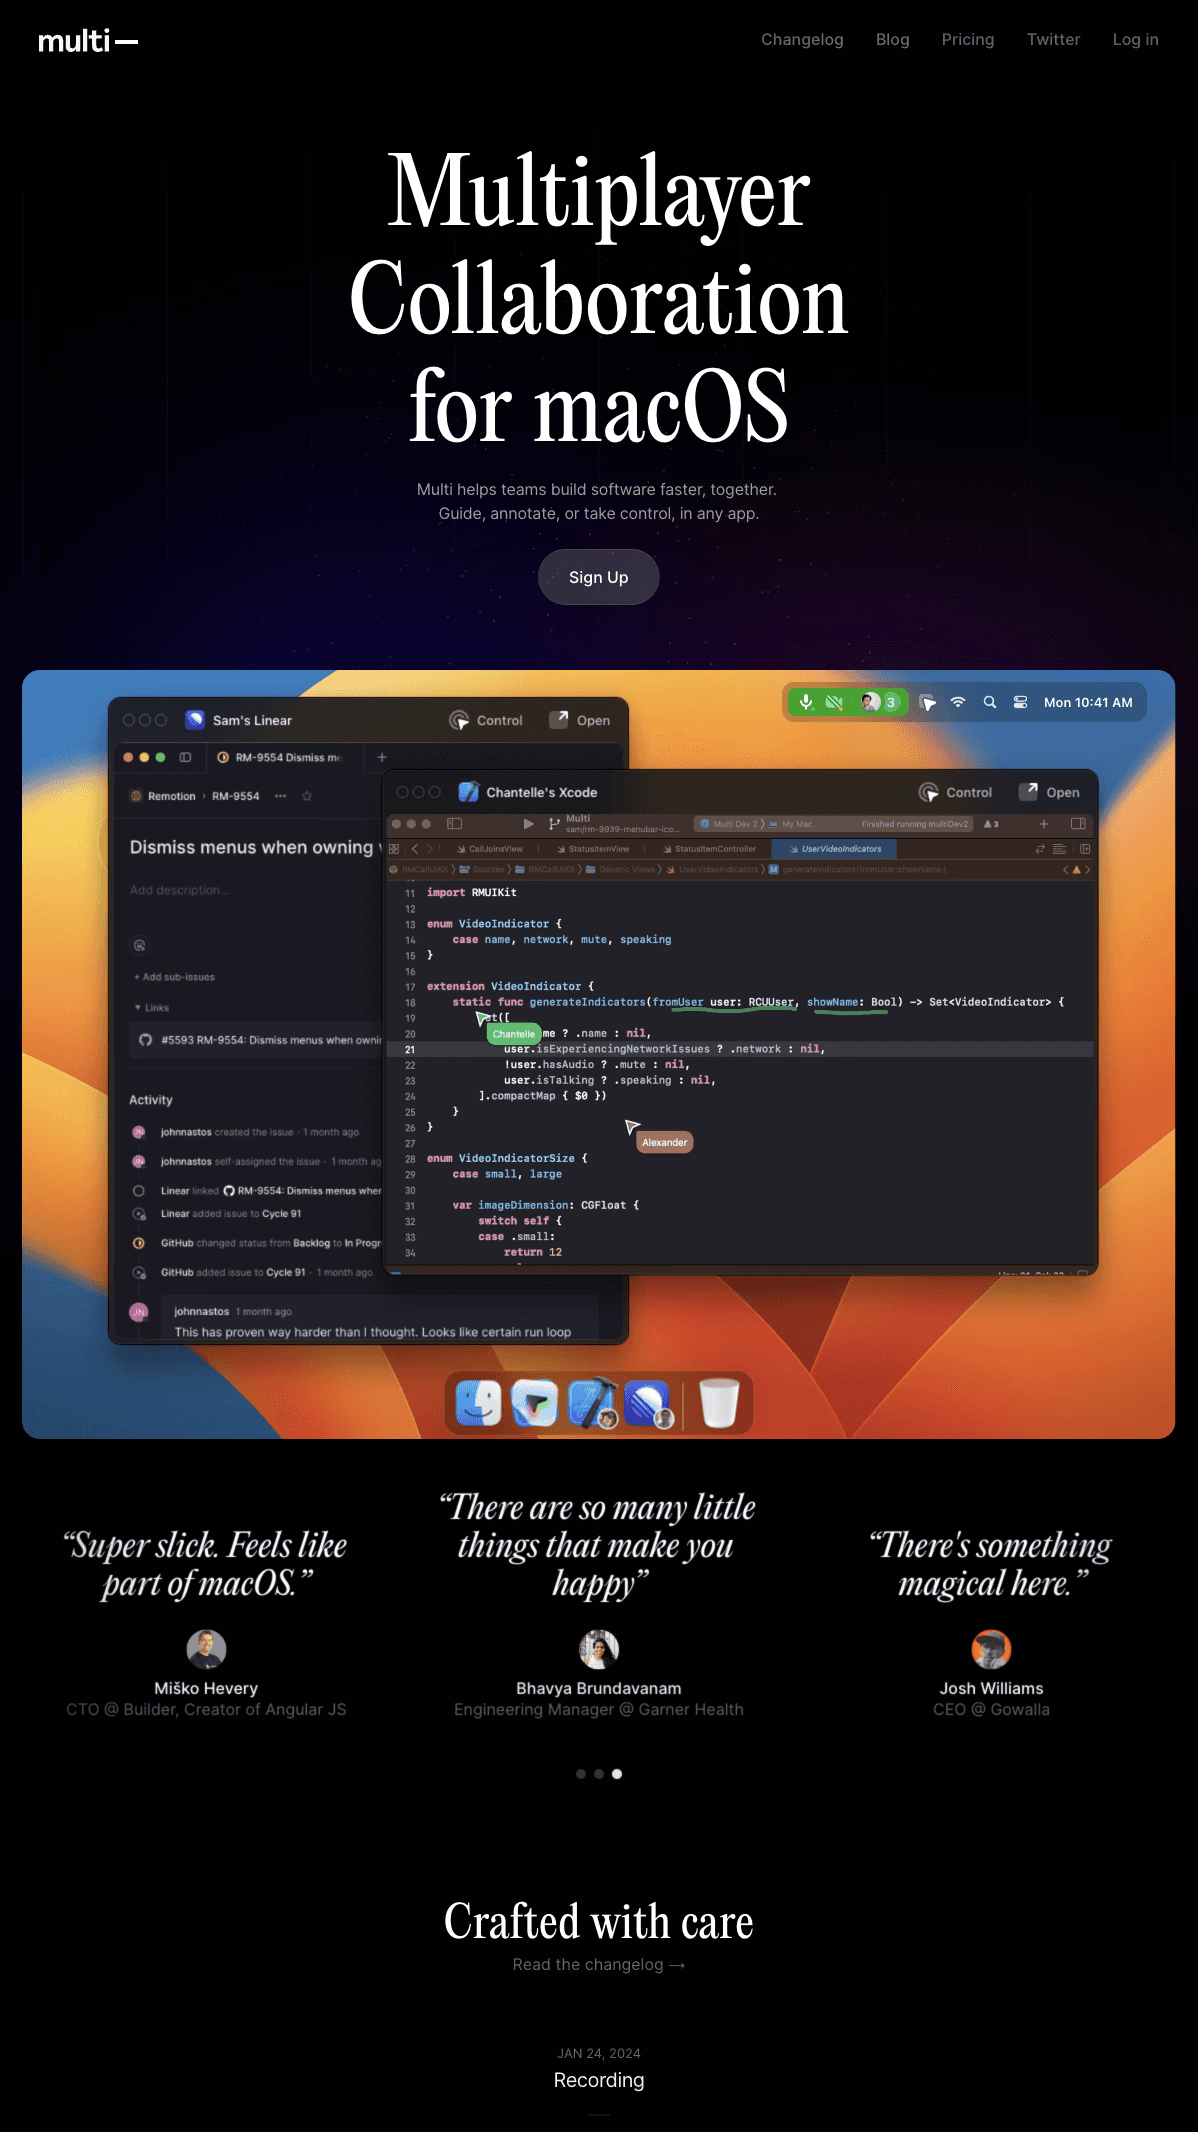 multi
Changelog Blog Pricing Twitter Log in
Multiplayer
Collaboration
for macOS
Multi helps teams build software faster, together.
Guide, annotate, or take control, in any app.
Sign Up
3 Mon 10:41 AM
Sam's Linear Control Open
RM-9554 Dismiss me
Remotion › RM-9554 ···
Dismiss menus when owning
Add description...
+ Add sub-issues
Links
#5593 RM-9554: Dismiss menus when ownin
Activity
johnnastos created the issue · 1 month ago
johnnastos self-assigned the issue · 1 month ag
Linear linked RM-9554: Dismiss menus wher
Linear added issue to Cycle 91
GitHub changed status from Backlog to In Progr
GitHub added issue to Cycle 91 · 1 month ago
JN johnnastos 1 month ago
This has proven way harder than I thought. Looks like certain run loop
Chantelle's Xcode Control Open
Multi
sam/rm-9939-menubar-ico...
Multi Dev 2 〉 My Mac Finished running multiDev2 3
CallJoinsView StatusItemView StatusItemController UserVideoIndicators
RMCallUIKit 〉 Sources 〉 RMCallUIKit 〉 Generic Views 〉 UserVideoIndicators 〉 M generateIndicators(fromUser:showName:)
11 import RMUIKit
12
13 enum VideoIndicator {
14 case name, network, mute, speaking
15 }
16
17 extension VideoIndicator {
18 static func generateIndicators(fromUser user: RCUUser, showName: Bool) -> Set<VideoIndicator> {
19 et([
Chantelle
20 me ? .name : nil,
21 user.isExperiencingNetworkIssues ? .network : nil,
22 !user.hasAudio ? .mute : nil,
23 user.isTalking ? .speaking : nil,
24 ].compactMap { $0 })
25 }
26 }
Alexander
27
28 enum VideoIndicatorSize {
29 case small, large
30
31 var imageDimension: CGFloat {
32 switch self {
33 case .small:
34 return 12
“Super slick. Feels like
part of macOS.”
Miško Hevery
CTO @ Builder, Creator of Angular JS
“There are so many little
things that make you
happy”
Bhavya Brundavanam
Engineering Manager @ Garner Health
“There's something
magical here.”
Josh Williams
CEO @ Gowalla
Crafted with care
Read the changelog →
JAN 24, 2024
Recording